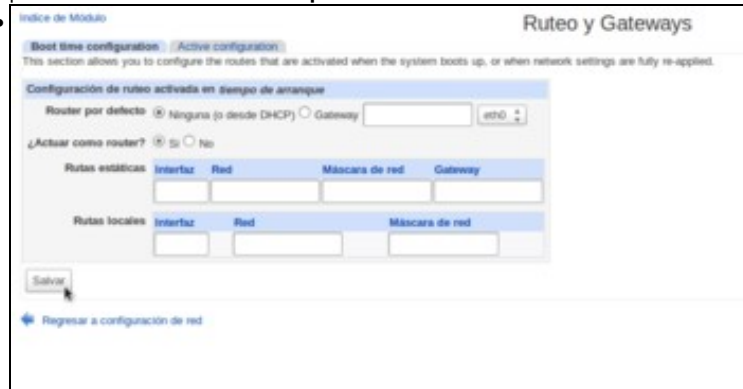 Indice de Módulo
Ruteo y Gateways
Boot time configuration Active configuration
This section allows you to configure the routes that are activated when the system boots up, or when network settings are fully re-applied.
Configuración de ruteo activada en tiempo de arranque
Router por defecto Ninguna (o desde DHCP) Gateway eth0
¿Actuar como router? Si No
Rutas estáticas Interfaz Red Máscara de red Gateway
Rutas locales Interfaz Red Máscara de red
Salvar
Regresar a configuración de red